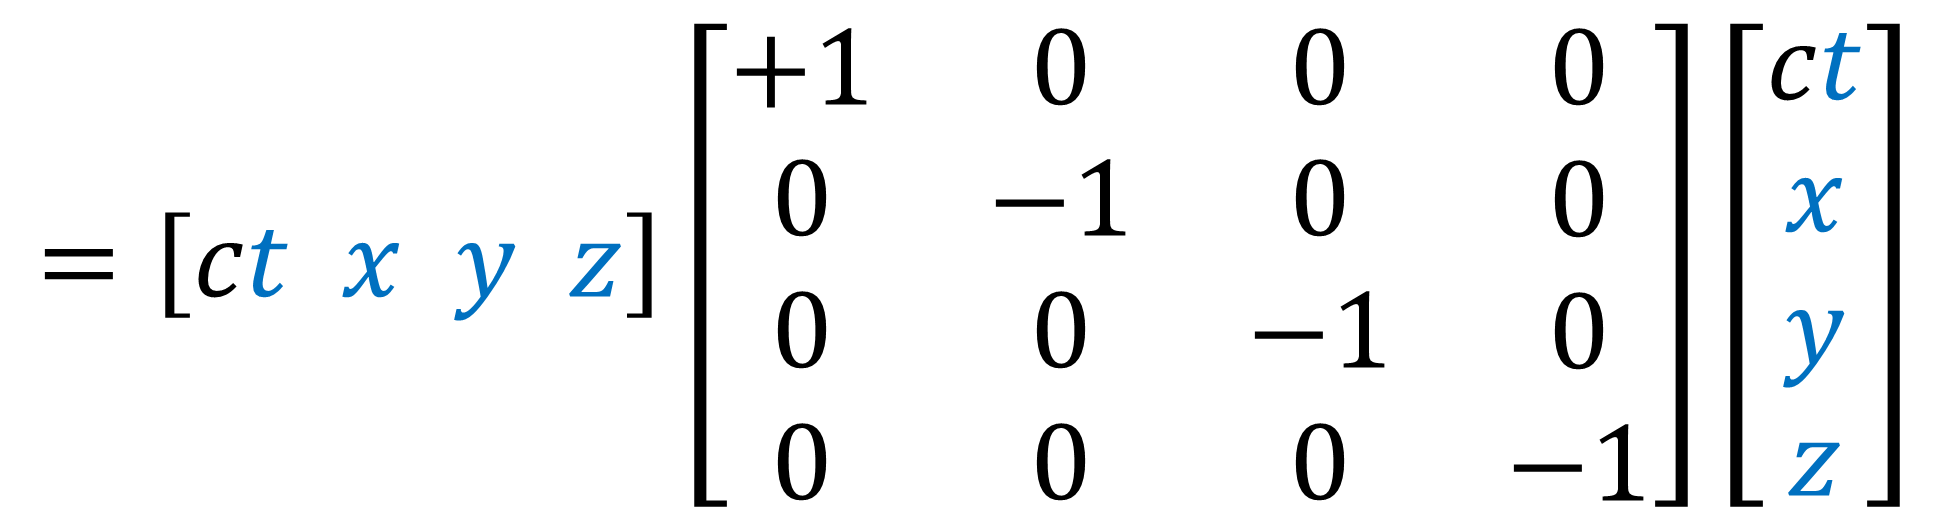 = [ct x y z] [+1 0 0 0
0 -1 0 0
0 0 -1 0
0 0 0 -1] [ct
x
y
z]